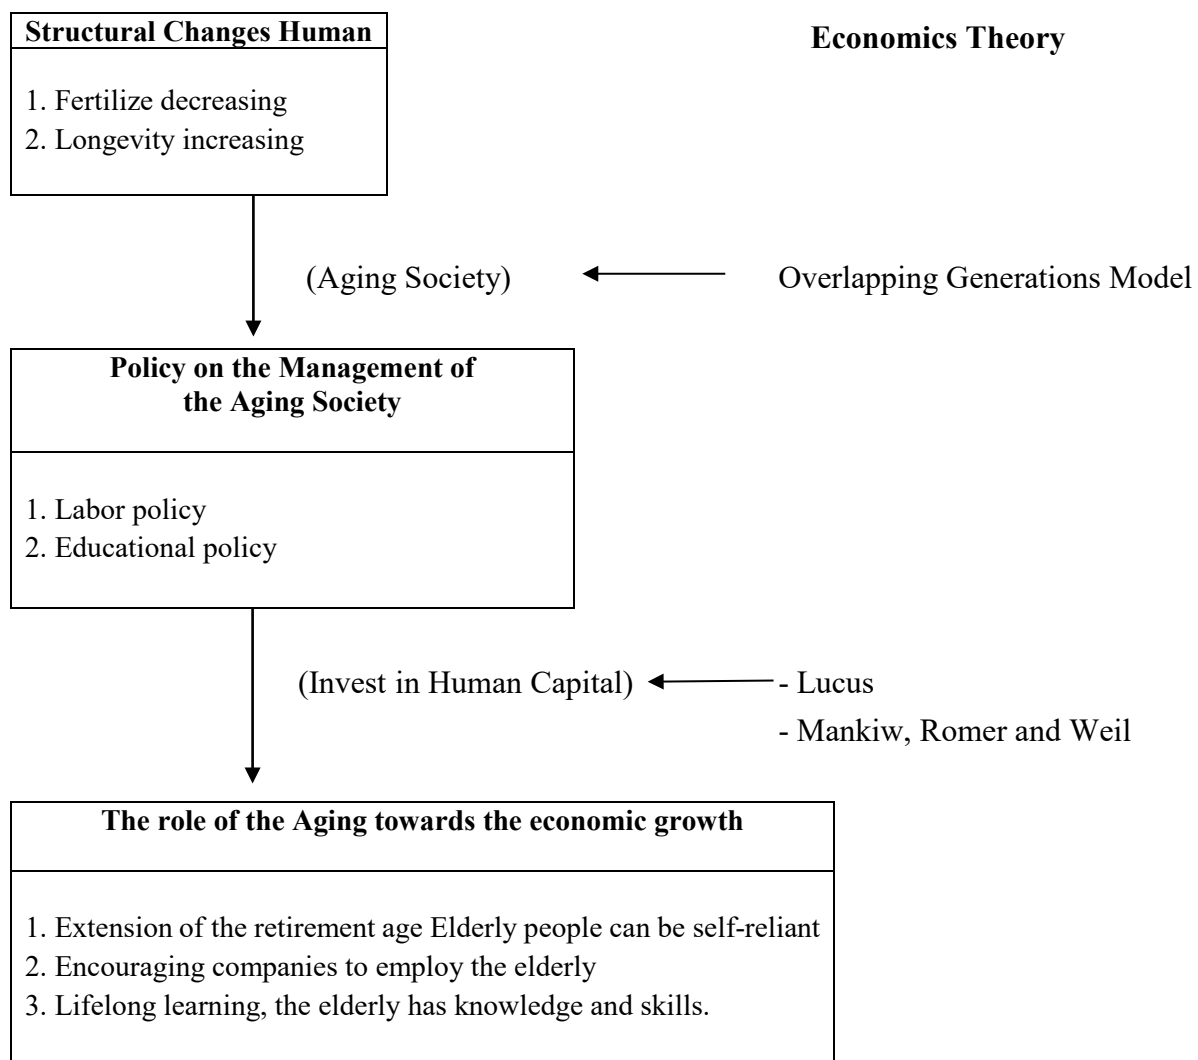 Structural Changes Human
Economics Theory
1. Fertilize decreasing
2. Longevity increasing
(Aging Society)
Overlapping Generations Model
Policy on the Management of
the Aging Society
1. Labor policy
2. Educational policy
(Invest in Human Capital)
- Lucus
- Mankiw, Romer and Weil
The role of the Aging towards the economic growth
1. Extension of the retirement age Elderly people can be self-reliant
2. Encouraging companies to employ the elderly
3. Lifelong learning, the elderly has knowledge and skills.